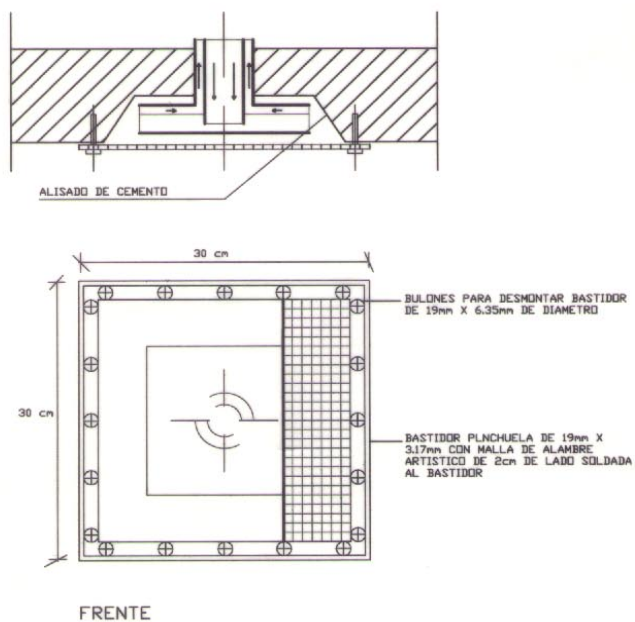 ALISADO DE CEMENTO
30 cm
BULONES PARA DESMONTAR BASTIDOR
DE 19mm X 6.35mm DE DIAMETRO
30 cm
BASTIDOR PLNCHUELA DE 19mm X
3.17mm CON MALLA DE ALAMBRE
ARTISTICO DE 2cm DE LADO SOLDADA
AL BASTIDOR
FRENTE